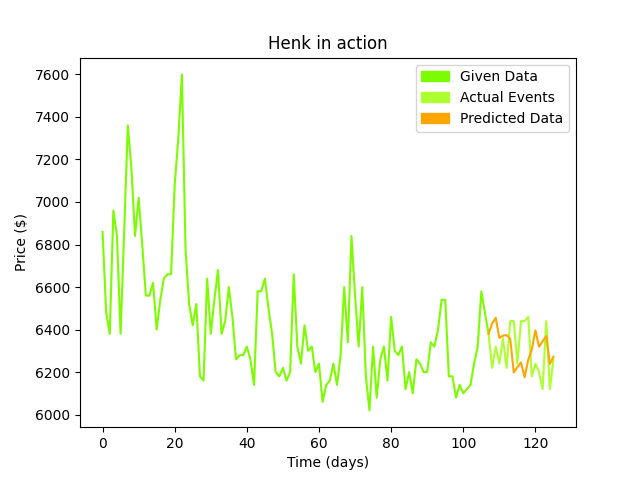 Henk in action
Given Data
Actual Events
Predicted Data
Price ($)
7600
7400
7200
7000
6800
6600
6400
6200
6000
0 20 40 60 80 100 120
Time (days)